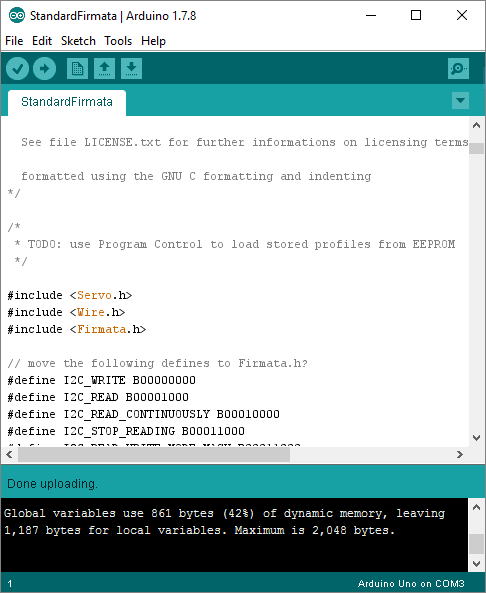 StandardFirmata | Arduino 1.7.8
File Edit Sketch Tools Help
StandardFirmata
See file LICENSE.txt for further informations on licensing terms
formatted using the GNU C formatting and indenting
*/
/*
* TODO: use Program Control to load stored profiles from EEPROM
*/
#include <Servo.h>
#include <Wire.h>
#include <Firmata.h>
// move the following defines to Firmata.h?
#define I2C_WRITE B00000000
#define I2C_READ B00001000
#define I2C_READ_CONTINUOUSLY B00010000
#define I2C_STOP_READING B00011000
Done uploading.
Global variables use 861 bytes (42%) of dynamic memory, leaving
1,187 bytes for local variables. Maximum is 2,048 bytes.
1 Arduino Uno on COM3